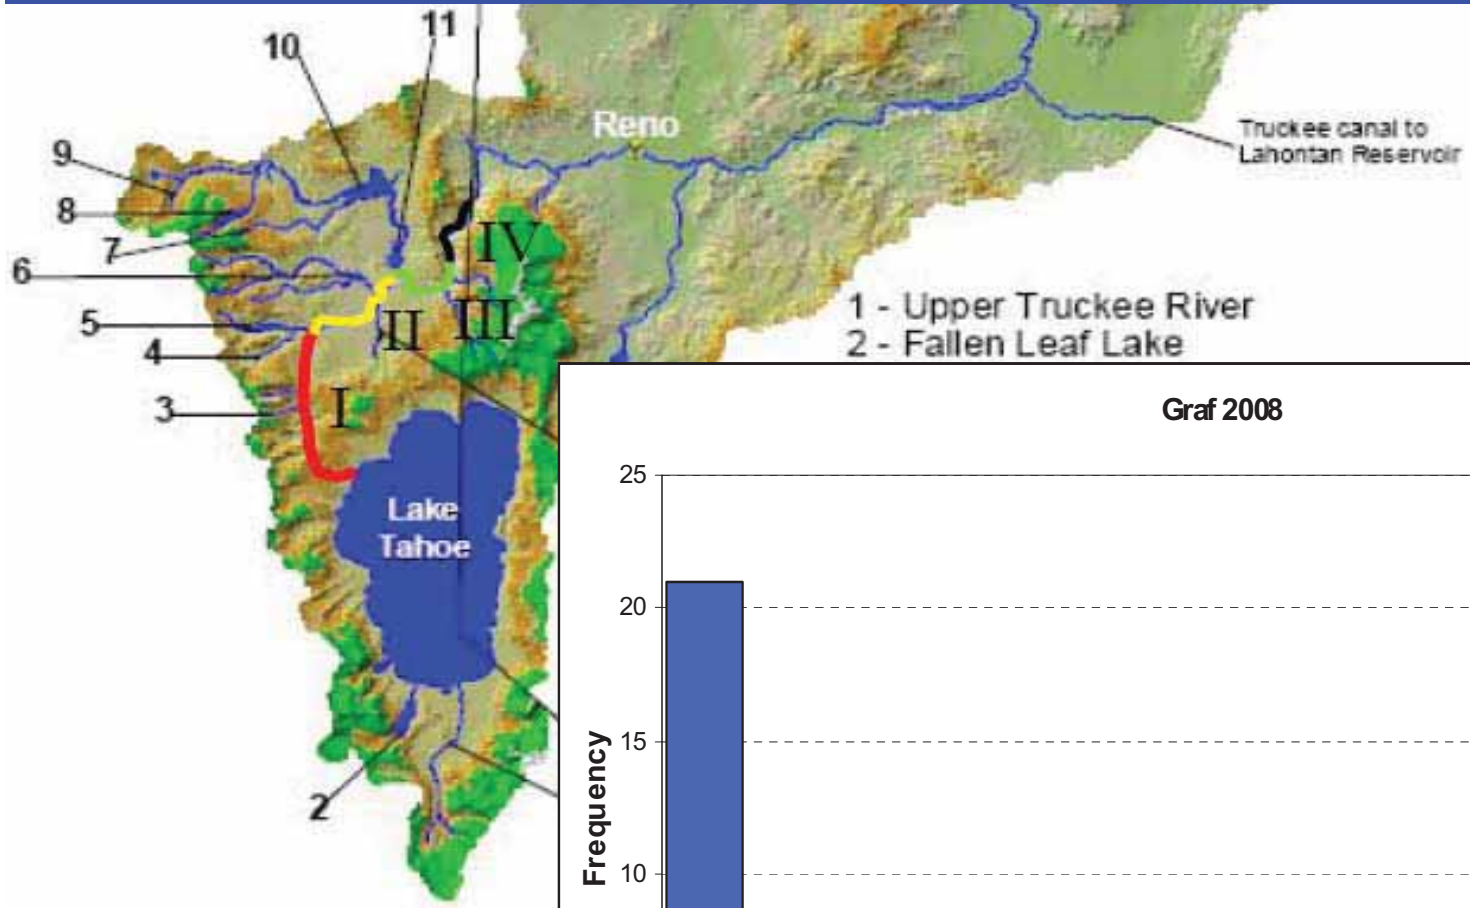 11
10
Reno
Truckee canal to
Lahontan Reservoir
9
8
7
IV
6
1 - Upper Truckee River
2 - Fallen Leaf Lake
5
II
III
4
3
I
Lake
Tahoe
2
Graf 2008
25
20
15
10
Frequency